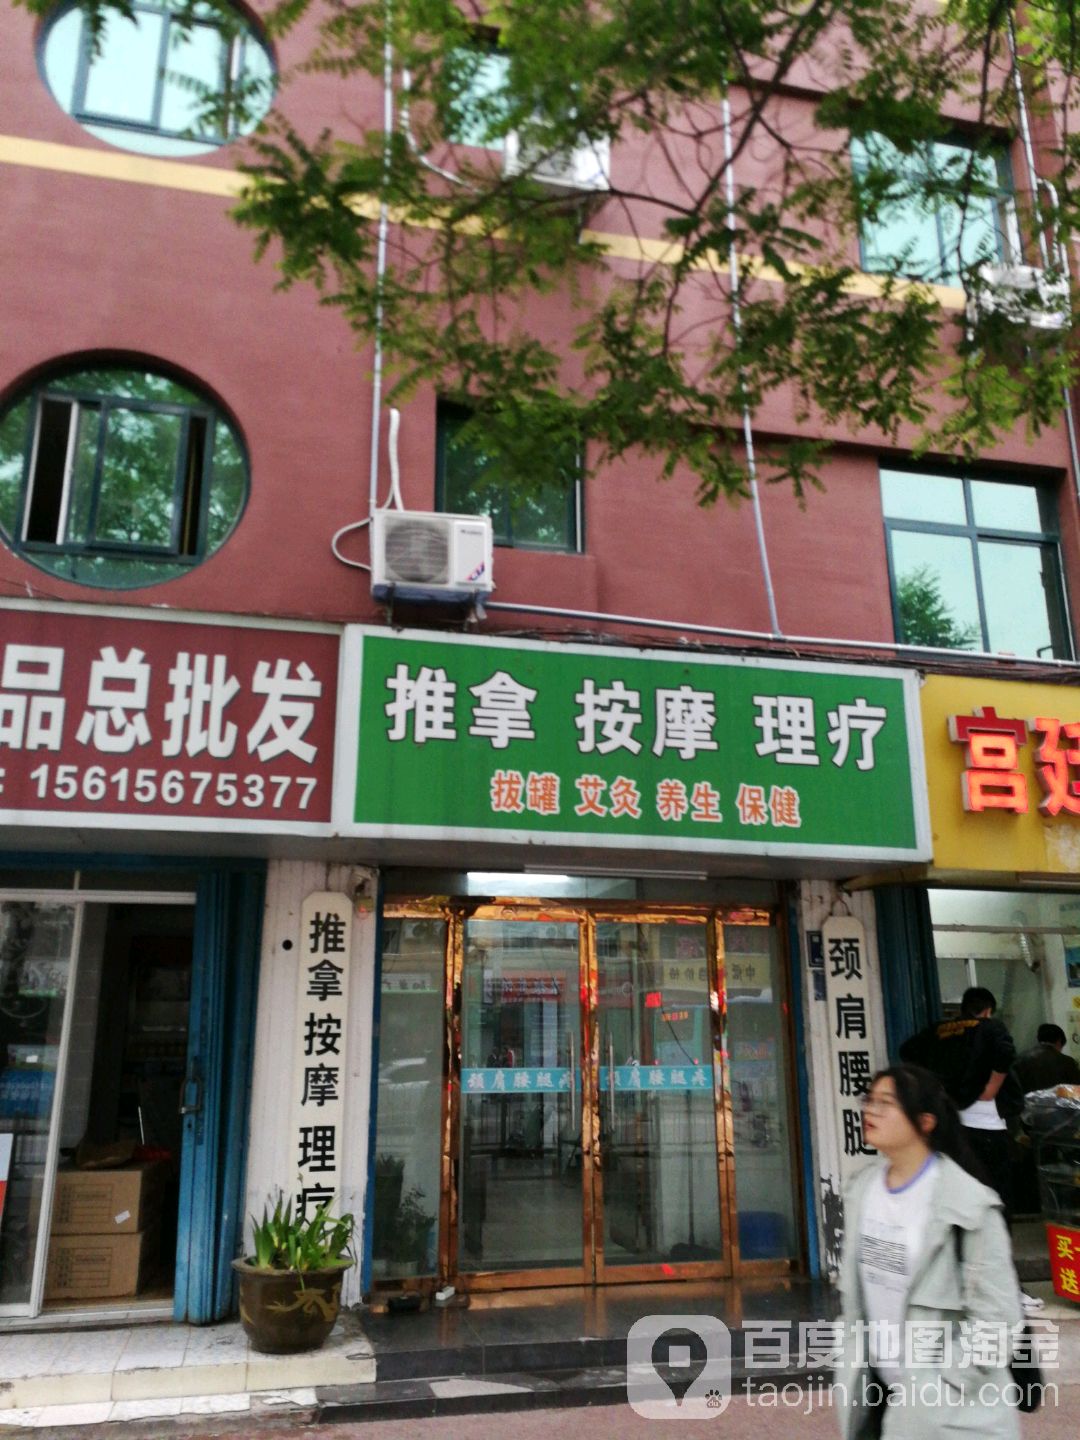 品总批发
: 15615675377
推拿 按摩 理疗
拔罐 艾灸 养生 保健
宫廷
推拿按摩理疗
颈肩腰腿
颈肩腰腿疼
颈肩腰腿疼
买
送
百度地图淘金
taojin.baidu.com